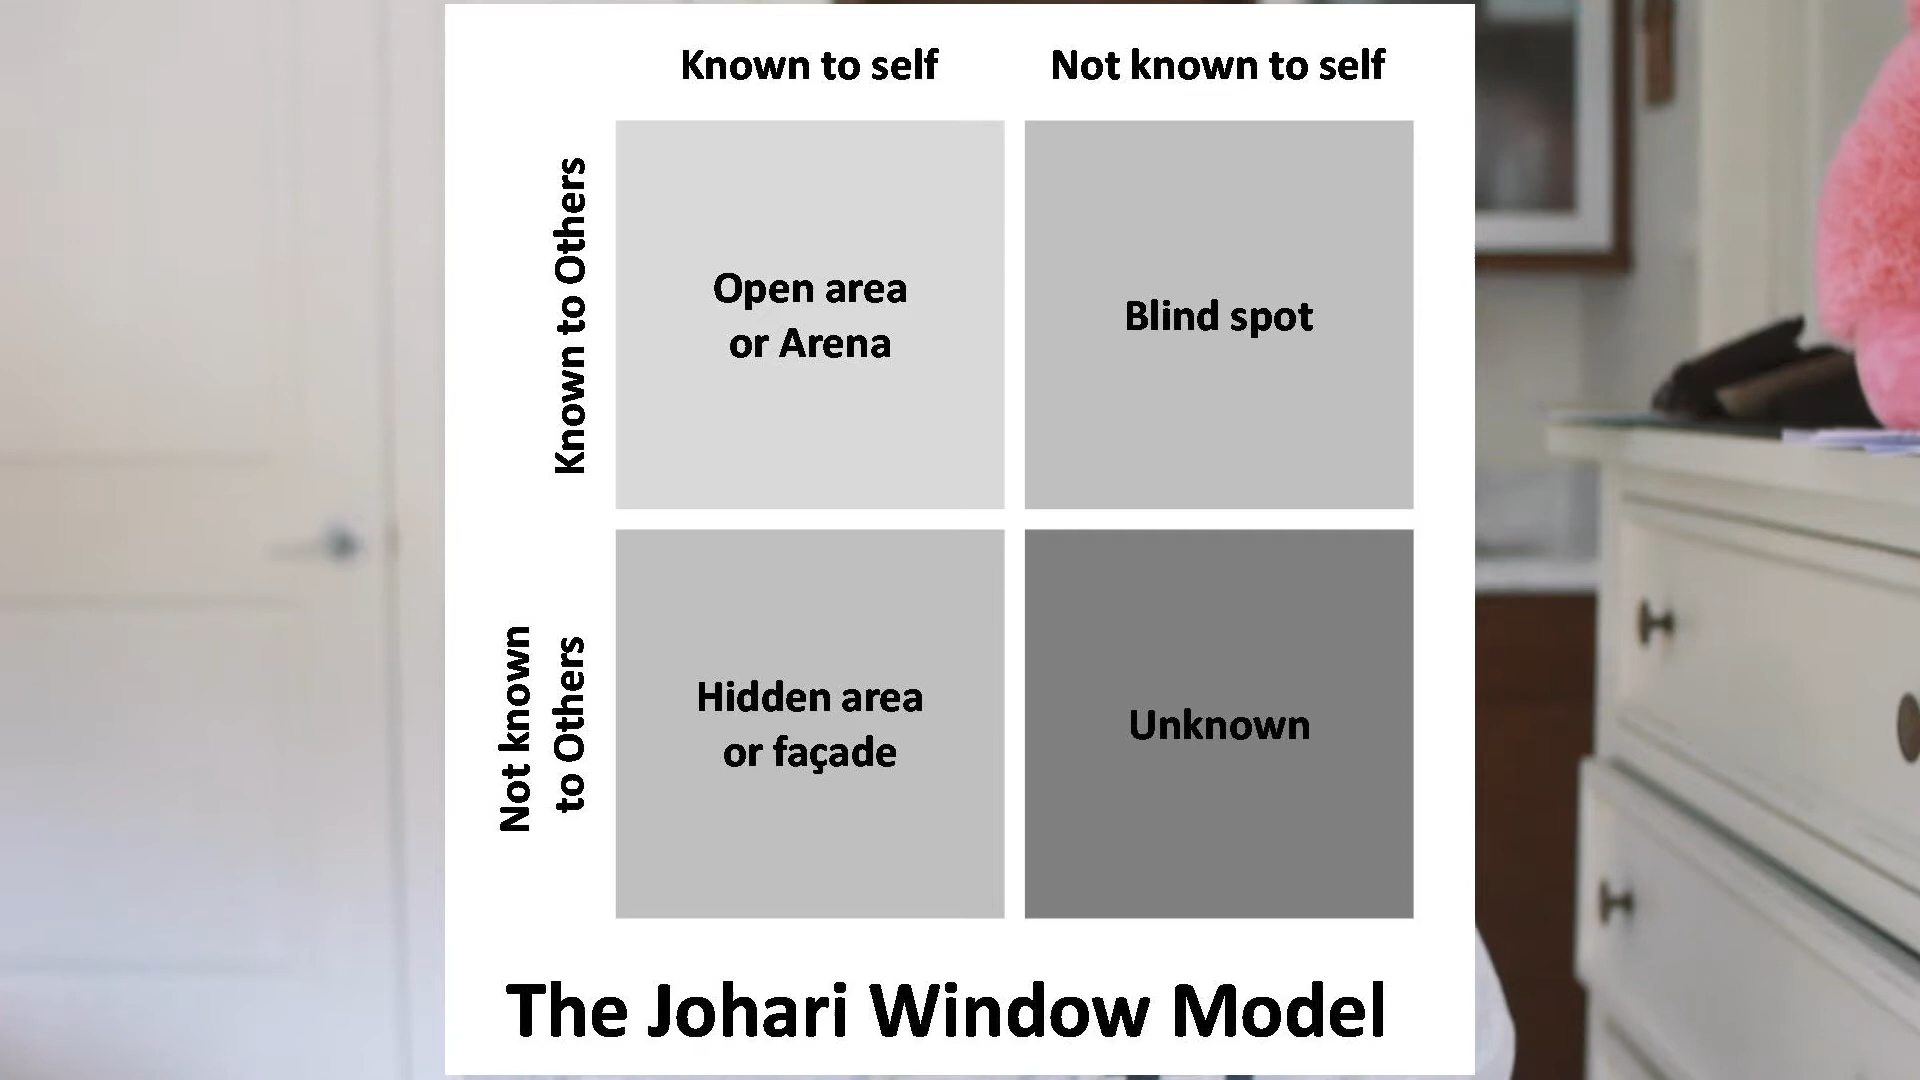 Known to self
Not known to self
Known to Others
Open area
or Arena
Blind spot
Not known
to Others
Hidden area
or façade
Unknown
The Johari Window Model